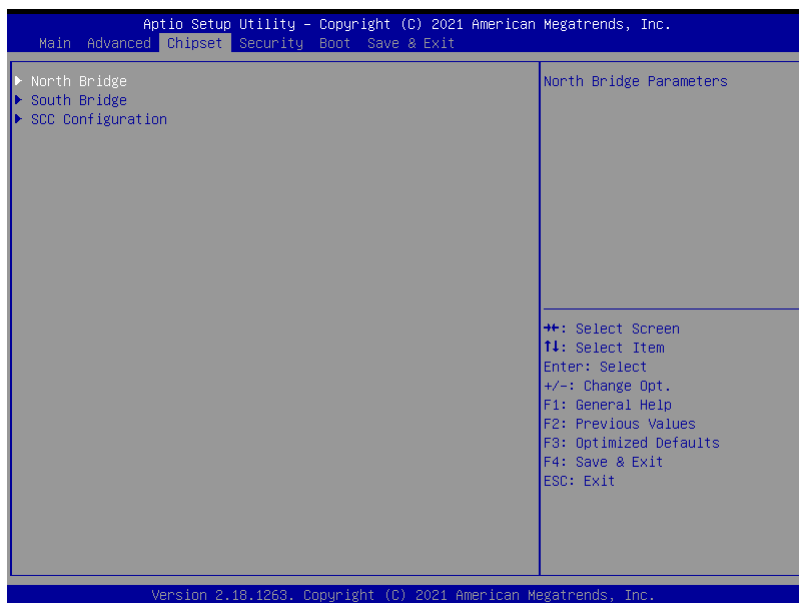 Aptio Setup Utility – Copyright (C) 2021 American Megatrends, Inc.
Main Advanced Chipset Security Boot Save & Exit
North Bridge
South Bridge
SCC Configuration
North Bridge Parameters
→←: Select Screen
↑↓: Select Item
Enter: Select
+/-: Change Opt.
F1: General Help
F2: Previous Values
F3: Optimized Defaults
F4: Save & Exit
ESC: Exit
Version 2.18.1263. Copyright (C) 2021 American Megatrends, Inc.